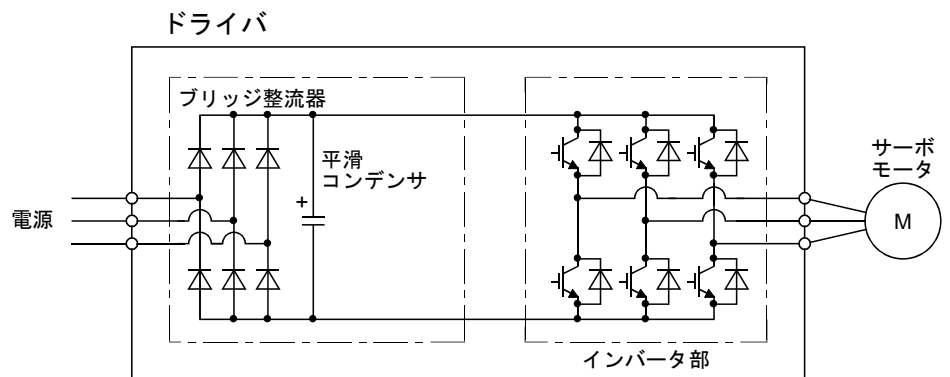 ドライバ
ブリッジ整流器
平滑
コンデンサ
+
電源
サーボ
モータ
M
インバータ部